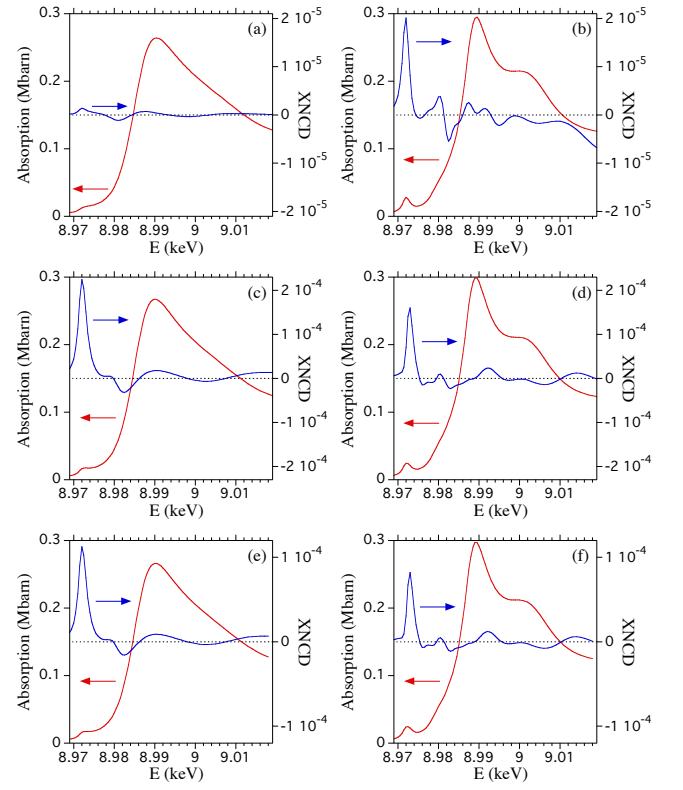 0.3
0.2
0.1
0
Absorption (Mbarn)
(a)
2 10⁻⁵
1 10⁻⁵
0
-1 10⁻⁵
-2 10⁻⁵
XNCD
8.97 8.98 8.99 9 9.01
E (keV)
0.3
0.2
0.1
0
Absorption (Mbarn)
(b)
2 10⁻⁵
1 10⁻⁵
0
-1 10⁻⁵
-2 10⁻⁵
XNCD
8.97 8.98 8.99 9 9.01
E (keV)
0.3
0.2
0.1
0
Absorption (Mbarn)
(c)
2 10⁻⁴
1 10⁻⁴
0
-1 10⁻⁴
-2 10⁻⁴
XNCD
8.97 8.98 8.99 9 9.01
E (keV)
0.3
0.2
0.1
0
Absorption (Mbarn)
(d)
2 10⁻⁴
1 10⁻⁴
0
-1 10⁻⁴
-2 10⁻⁴
XNCD
8.97 8.98 8.99 9 9.01
E (keV)
0.3
0.2
0.1
0
Absorption (Mbarn)
(e)
1 10⁻⁴
0
-1 10⁻⁴
XNCD
8.97 8.98 8.99 9 9.01
E (keV)
0.3
0.2
0.1
0
Absorption (Mbarn)
(f)
1 10⁻⁴
0
-1 10⁻⁴
XNCD
8.97 8.98 8.99 9 9.01
E (keV)